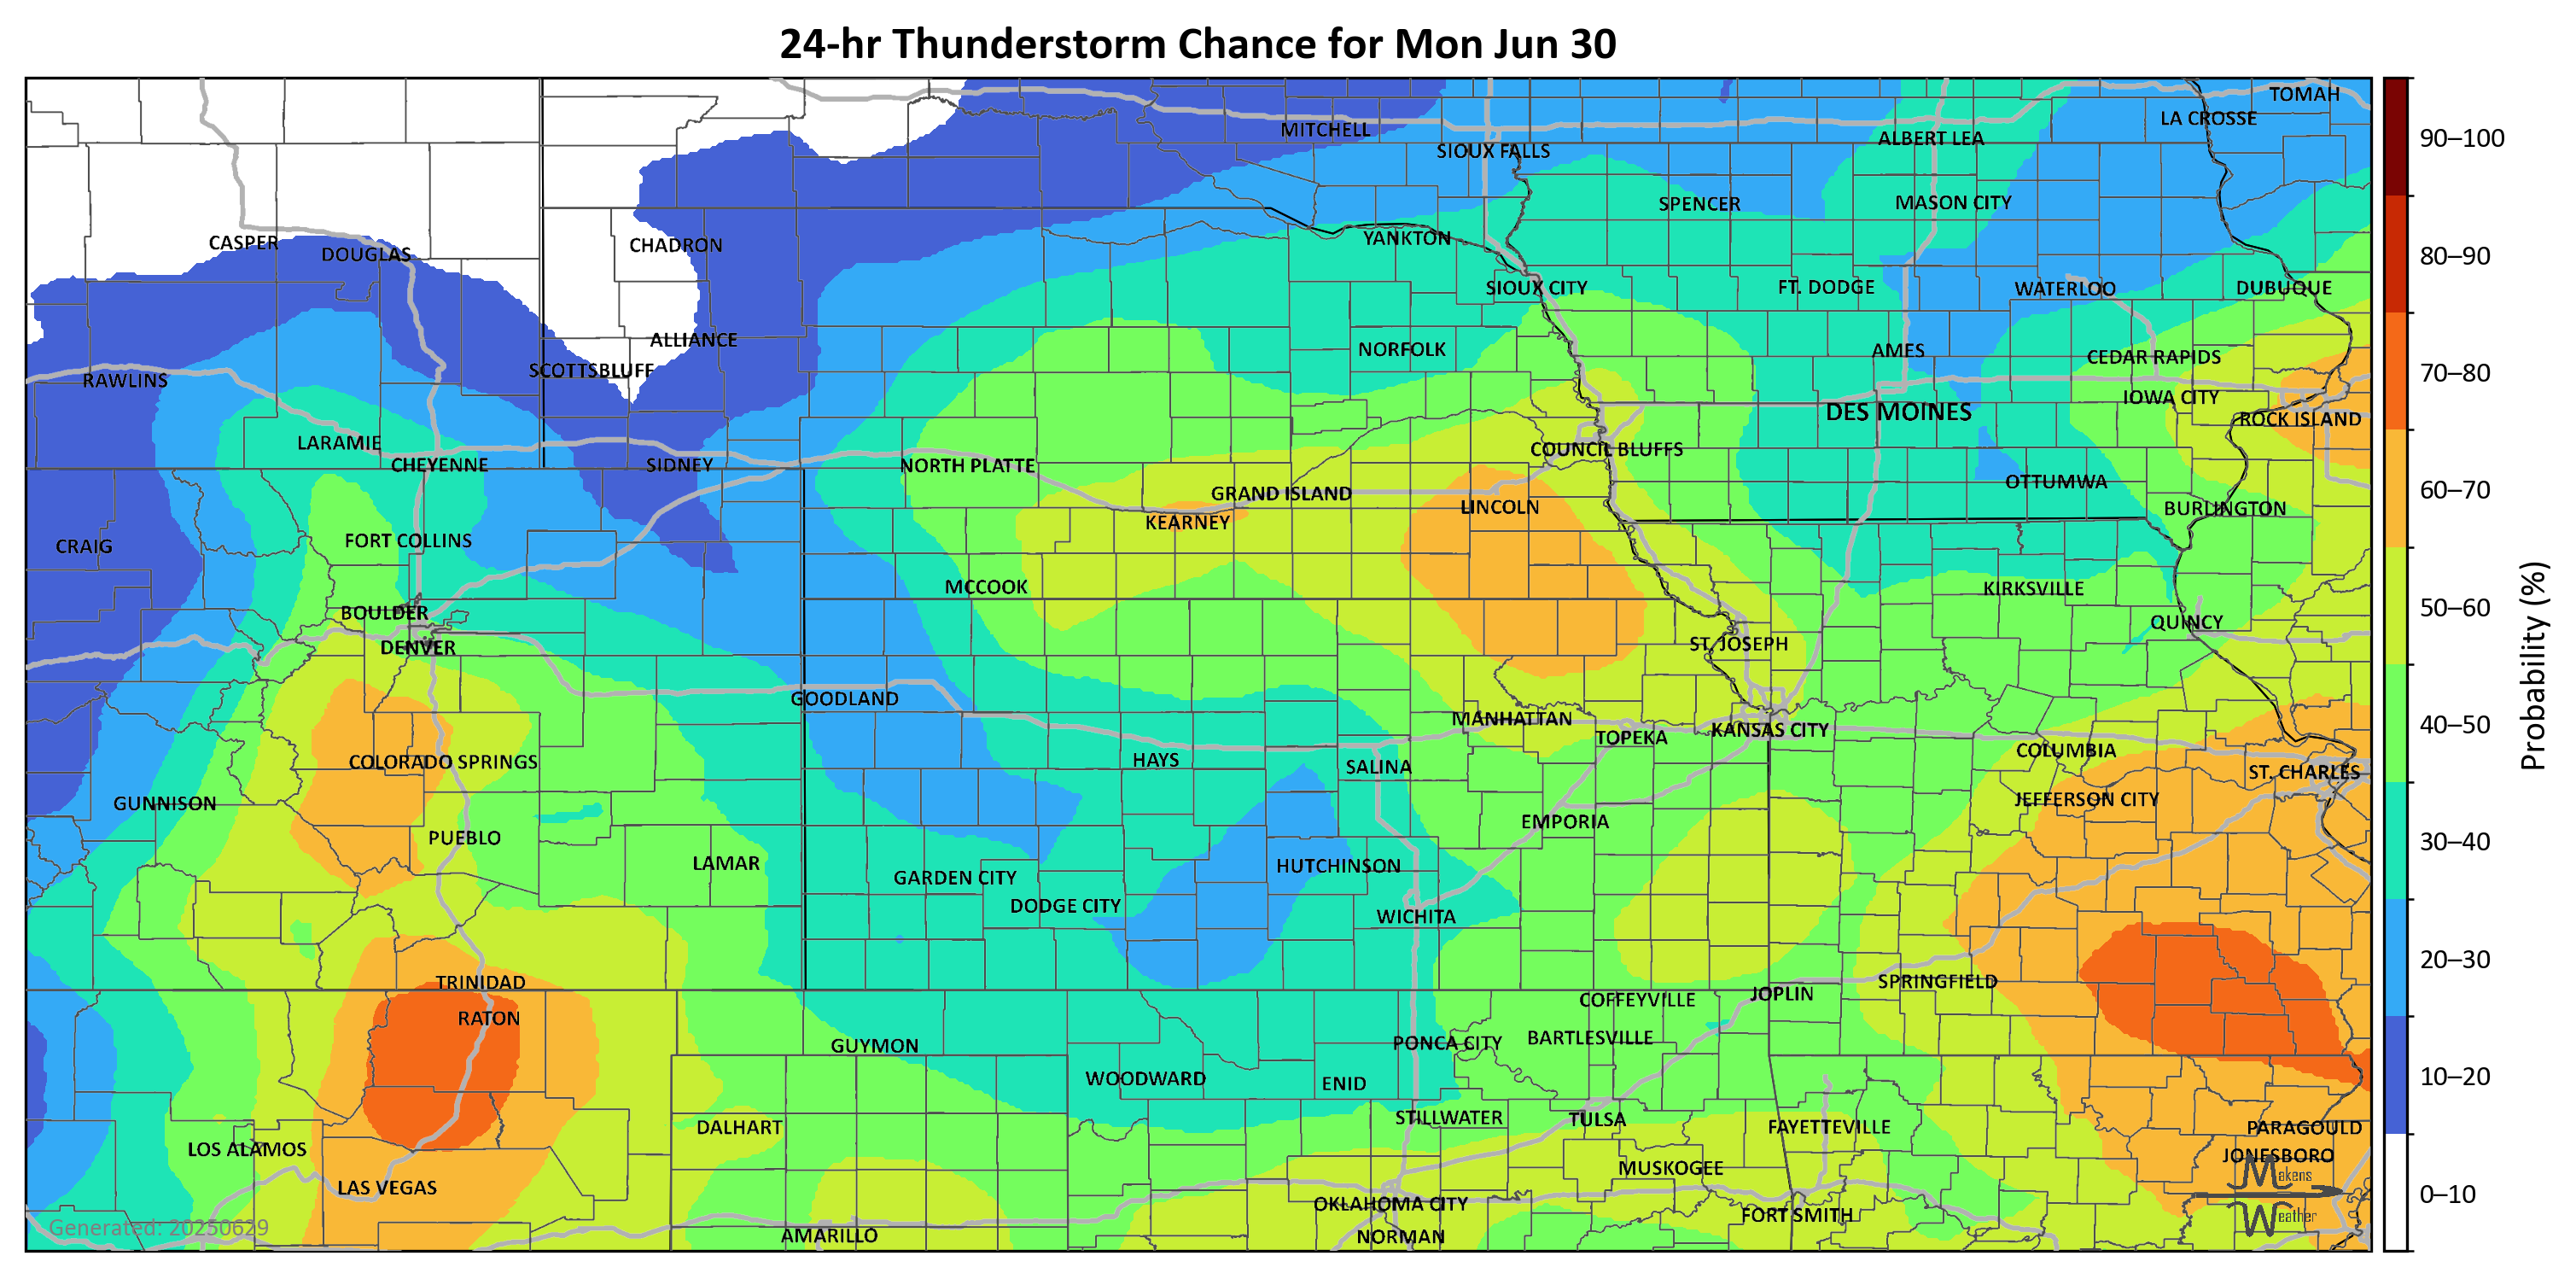 24-hr Thunderstorm Chance for Mon Jun 30
TOMAH
LA CROSSE
MITCHELL
ALBERT LEA
SIOUX FALLS
SPENCER
MASON CITY
YANKTON
CASPER
CHADRON
DOUGLAS
SIOUX CITY
FT. DODGE
WATERLOO
DUBUQUE
ALLIANCE
NORFOLK
AMES
CEDAR RAPIDS
SCOTTSBLUFF
RAWLINS
IOWA CITY
DES MOINES
ROCK ISLAND
LARAMIE
COUNCIL BLUFFS
CHEYENNE
SIDNEY
NORTH PLATTE
OTTUMWA
GRAND ISLAND
LINCOLN
BURLINGTON
KEARNEY
FORT COLLINS
CRAIG
MCCOOK
KIRKSVILLE
BOULDER
QUINCY
DENVER
ST. JOSEPH
GOODLAND
MANHATTAN
KANSAS CITY
TOPEKA
COLUMBIA
HAYS
COLORADO SPRINGS
SALINA
ST. CHARLES
GUNNISON
JEFFERSON CITY
EMPORIA
PUEBLO
LAMAR
HUTCHINSON
GARDEN CITY
DODGE CITY
WICHITA
TRINIDAD
SPRINGFIELD
JOPLIN
COFFEYVILLE
RATON
BARTLESVILLE
PONCA CITY
GUYMON
WOODWARD
ENID
STILLWATER
TULSA
DALHART
FAYETTEVILLE
PARAGOULD
LOS ALAMOS
JONESBORO
MUSKOGEE
LAS VEGAS
OKLAHOMA CITY
FORT SMITH
AMARILLO
NORMAN
Generated: 20250629
Makens
Weather
90–100
80–90
70–80
60–70
50–60
40–50
30–40
20–30
10–20
0–10
Probability (%)